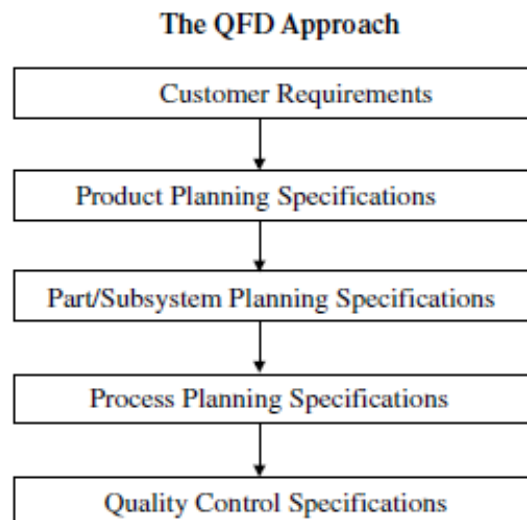 The QFD Approach
Customer Requirements
Product Planning Specifications
Part/Subsystem Planning Specifications
Process Planning Specifications
Quality Control Specifications